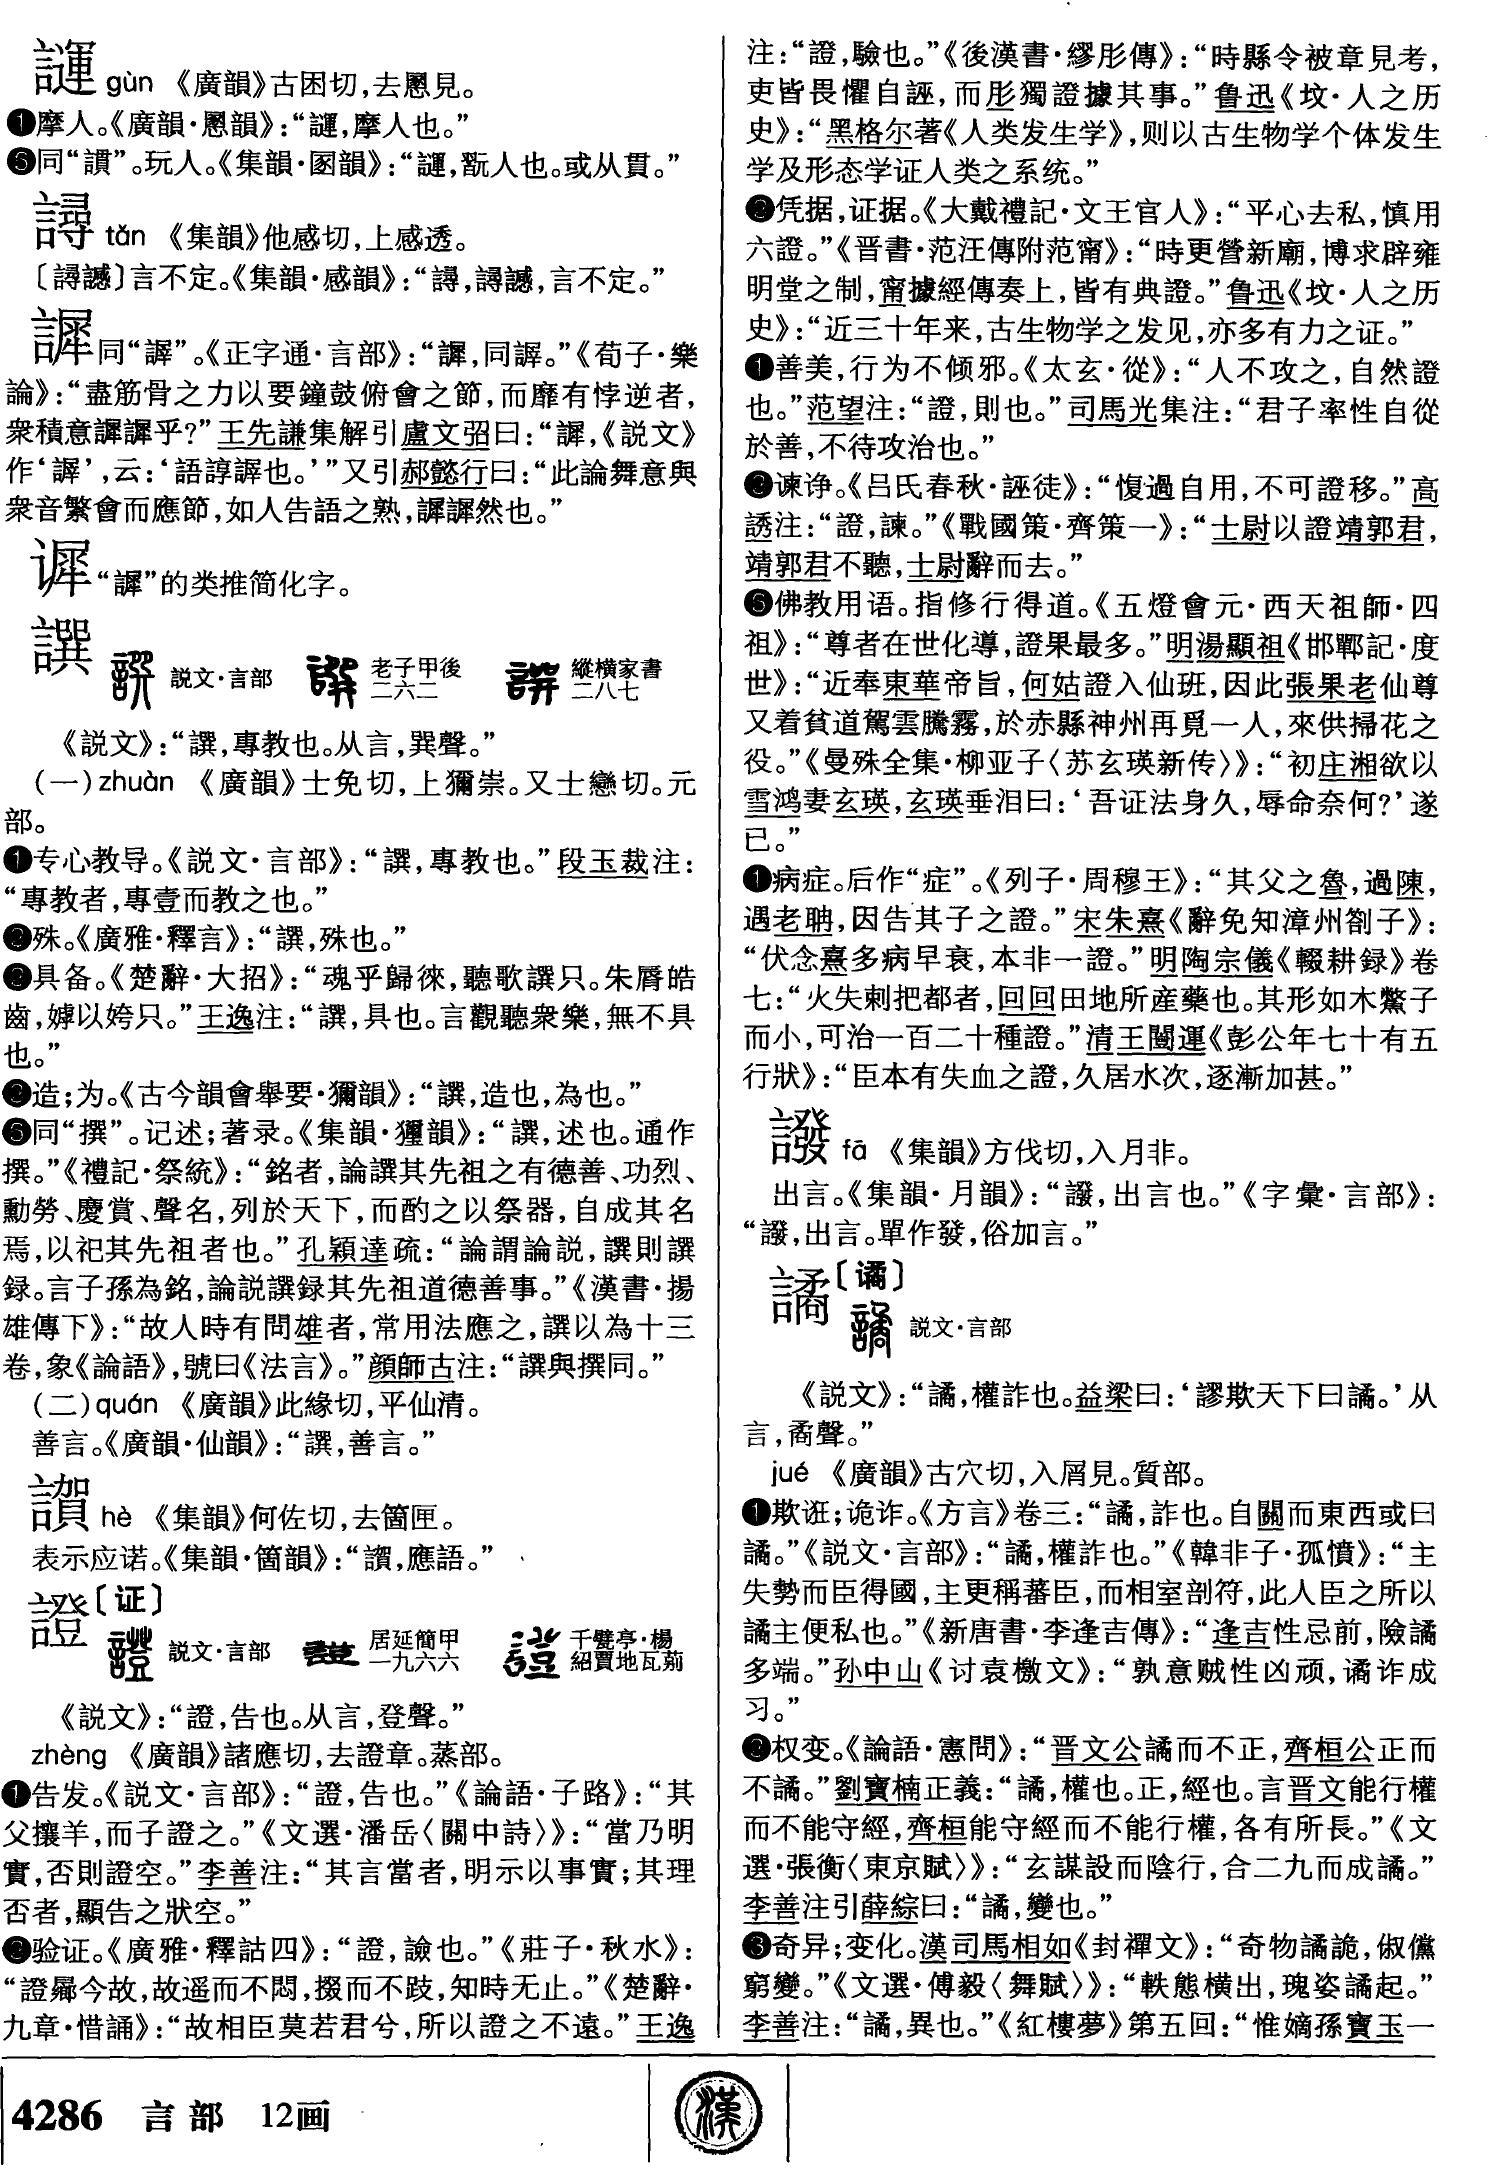 䜇 gùn 《廣韻》古困切，去慁見。
❶摩人。《廣韻·慁韻》：“䜇，摩人也。”
❺同“謴”。玩人。《集韻·圂韻》：“䜇，翫人也。或从貫。”
䜖 tǎn 《集韻》他感切，上感透。
言不定。《集韻·感韻》：
同“諄”。《正字通·言部》：“譂，同諄。”《荀子·樂
論》：“盡筋骨之力以要鐘鼓俯會之節，而靡有悖逆者，
衆積意譂譂乎？”王先謙集解引盧文弨曰：“譂，《説文》
作‘諄’，云：‘語諄諄也。’”又引郝懿行曰：“此論舞意與
衆音繁會而應節，如人告語之熟，譂譂然也。”
的类推简化字。
譔 説文·言部 老子甲後二六二 縱横家書二八七
《説文》：“譔，專教也。从言，巽聲。”
(一)zhuàn 《廣韻》士免切，上獮崇。又士戀切。元
部。
❶专心教导。《説文·言部》：“譔，專教也。”段玉裁注：
“專教者，專壹而教之也。”
❷殊。《廣雅·釋言》：“譔，殊也。”
❸具备。《楚辭·大招》：“魂乎歸徠，聽歌譔只。朱脣皓
齒，嫭以姱只。”王逸注：“譔，具也。言觀聽衆樂，無不具
也。”
❷造；为。《古今韻會舉要·獮韻》：“譔，造也，為也。”
❺同“撰”。记述；著录。《集韻·獮韻》：“譔，述也。通作
撰。”《禮記·祭統》：“銘者，論譔其先祖之有德善、功烈、
勳勞、慶賞、聲名，列於天下，而酌之以祭器，自成其名
焉，以祀其先祖者也。”孔穎達疏：“論謂論説，譔則譔
録。言子孫為銘，論説譔録其先祖道德善事。”《漢書·揚
雄傳下》：“故人時有問雄者，常用法應之，譔以為十三
卷，象《論語》，號曰《法言》。”顔師古注：“譔與撰同。”
(二)quán 《廣韻》此緣切，平仙清。
善言。《廣韻·仙韻》：“譔，善言。”
hè 《集韻》何佐切，去箇匣。
表示应诺。《集韻·箇韻》：“應語。”
證〔证〕 説文·言部 居延簡甲一九六六 千甓亭·楊紹買地瓦莂
《説文》：“證，告也。从言，登聲。”
zhèng 《廣韻》諸應切，去證章。蒸部。
❶告发。《説文·言部》：“證，告也。”《論語·子路》：“其
父攘羊，而子證之。”《文選·潘岳〈關中詩〉》：“當乃明
實，否則證空。”李善注：“其言當者，明示以事實；其理
否者，顯告之狀空。”
❷验证。《廣雅·釋詁四》：“證，譣也。”《莊子·秋水》：
“證曏今故，故遥而不悶，掇而不跂，知時无止。”《楚辭·
九章·惜誦》：“故相臣莫若君兮，所以證之不遠。”王逸
注：“證，驗也。”《後漢書·繆肜傳》：“時縣令被章見考，
吏皆畏懼自誣，而肜獨證據其事。”鲁迅《坟·人之历
史》：“黑格尔著《人类发生学》，则以古生物学个体发生
学及形态学证人类之系统。”
❷凭据，证据。《大戴禮記·文王官人》：“平心去私，慎用
六證。”《晋書·范汪傳附范甯》：“時更營新廟，博求辟雍
明堂之制，甯據經傳奏上，皆有典證。”鲁迅《坟·人之历
史》：“近三十年来，古生物学之发见，亦多有力之证。”
❶善美，行为不倾邪。《太玄·從》：“人不攻之，自然證
也。”范望注：“證，則也。”司馬光集注：“君子率性自從
於善，不待攻治也。”
❷谏诤。《吕氏春秋·誣徒》：“愎過自用，不可證移。”高
誘注：“證，諫。”《戰國策·齊策一》：“士尉以證靖郭君，
靖郭君不聽，士尉辭而去。”
❺佛教用语。指修行得道。《五燈會元·西天祖師·四
祖》：“尊者在世化導，證果最多。”明湯顯祖《邯鄲記·度
世》：“近奉東華帝旨，何姑證入仙班，因此張果老仙尊
又着貧道駕雲騰霧，於赤縣神州再覓一人，來供掃花之
役。”《曼殊全集·柳亚子〈苏玄瑛新传〉》：“初庄湘欲以
雪鸿妻玄瑛，玄瑛垂泪曰：‘吾证法身久，辱命奈何？’遂
已。”
❶病症。后作“症”。《列子·周穆王》：“其父之魯，過陳，
遇老聃，因告其子之證。”宋朱熹《辭免知漳州劄子》：
“伏念熹多病早衰，本非一證。”明陶宗儀《輟耕録》卷
七：“火失剌把都者，回回田地所産藥也。其形如木鱉子
而小，可治一百二十種證。”清王闓運《彭公年七十有五
行狀》：“臣本有失血之證，久居水次，逐漸加甚。”
fā 《集韻》方伐切，入月非。
出言。《集韻·月韻》：“出言也。”《字彙·言部》：
“出言。單作發，俗加言。”
譎〔谲〕 説文·言部
《説文》：“譎，權詐也。益梁曰：‘謬欺天下曰譎。’从
言，矞聲。”
jué 《廣韻》古穴切，入屑見。質部。
❶欺诳；诡诈。《方言》卷三：“譎，詐也。自關而東西或曰
譎。”《説文·言部》：“譎，權詐也。”《韓非子·孤憤》：“主
失勢而臣得國，主更稱蕃臣，而相室剖符，此人臣之所以
譎主便私也。”《新唐書·李逢吉傳》：“逢吉性忌前，險譎
多端。”孙中山《讨袁檄文》：“孰意贼性凶顽，谲诈成
习。”
❷权变。《論語·憲問》：“晋文公譎而不正，齊桓公正而
不譎。”劉寶楠正義：“譎，權也。正，經也。言晋文能行權
而不能守經，齊桓能守經而不能行權，各有所長。”《文
選·張衡〈東京賦〉》：“玄謀設而陰行，合二九而成譎。”
李善注引薛綜曰：“譎，變也。”
❸奇异；变化。漢司馬相如《封禪文》：“奇物譎詭，俶儻
窮變。”《文選·傅毅〈舞賦〉》：“軼態横出，瑰姿譎起。”
李善注：“譎，異也。”《紅樓夢》第五回：“惟嫡孫寶玉一
4286 言部 12画
漢